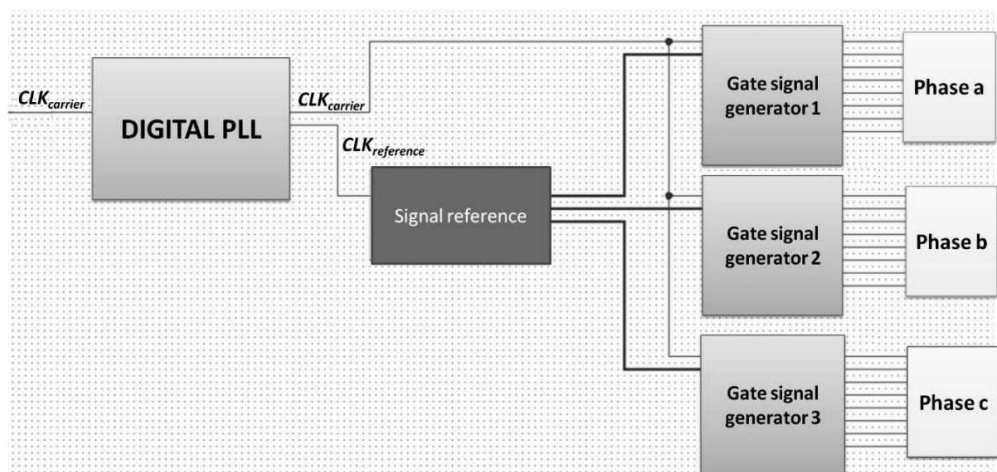 CLKcarrier
DIGITAL PLL
CLKcarrier
CLKreference
Signal reference
Gate signal
generator 1
Phase a
Gate signal
generator 2
Phase b
Gate signal
generator 3
Phase c